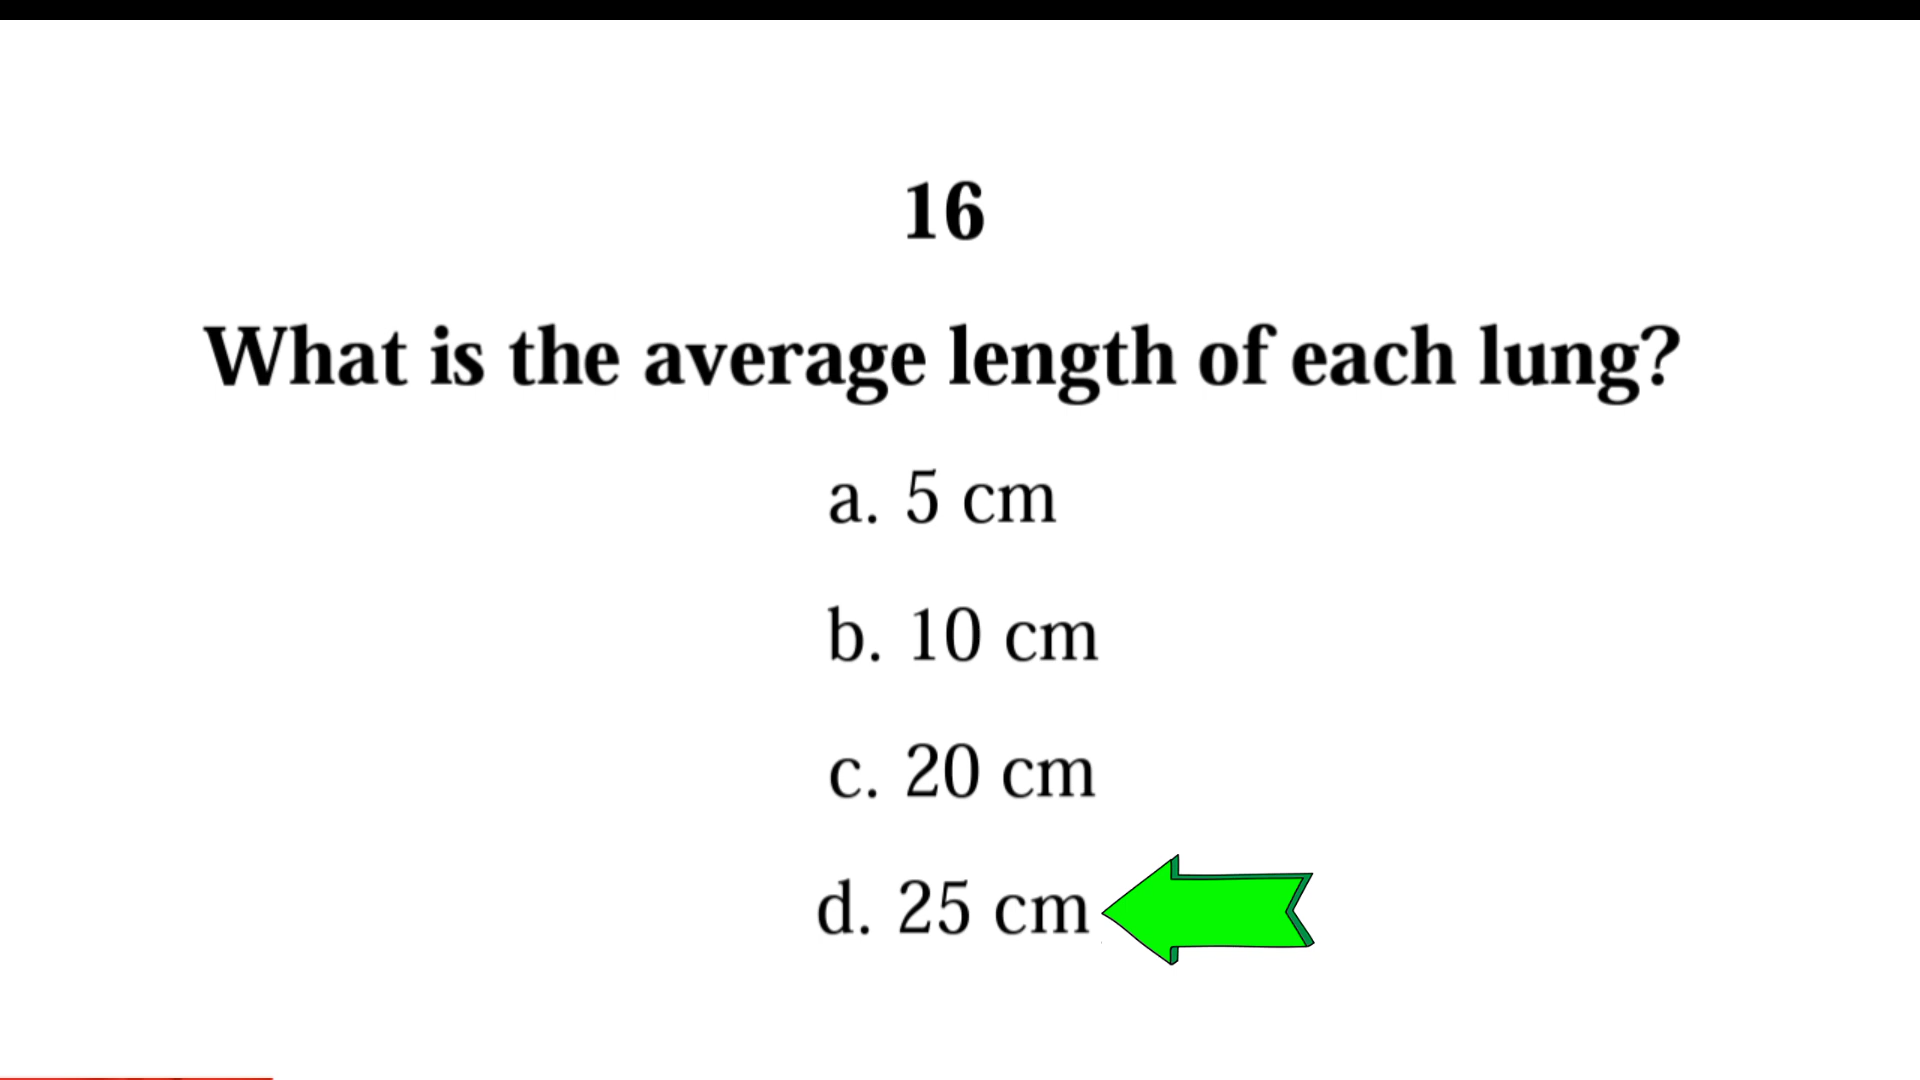 16
What is the average length of each lung?
a. 5 cm
b. 10 cm
c. 20 cm
d. 25 cm